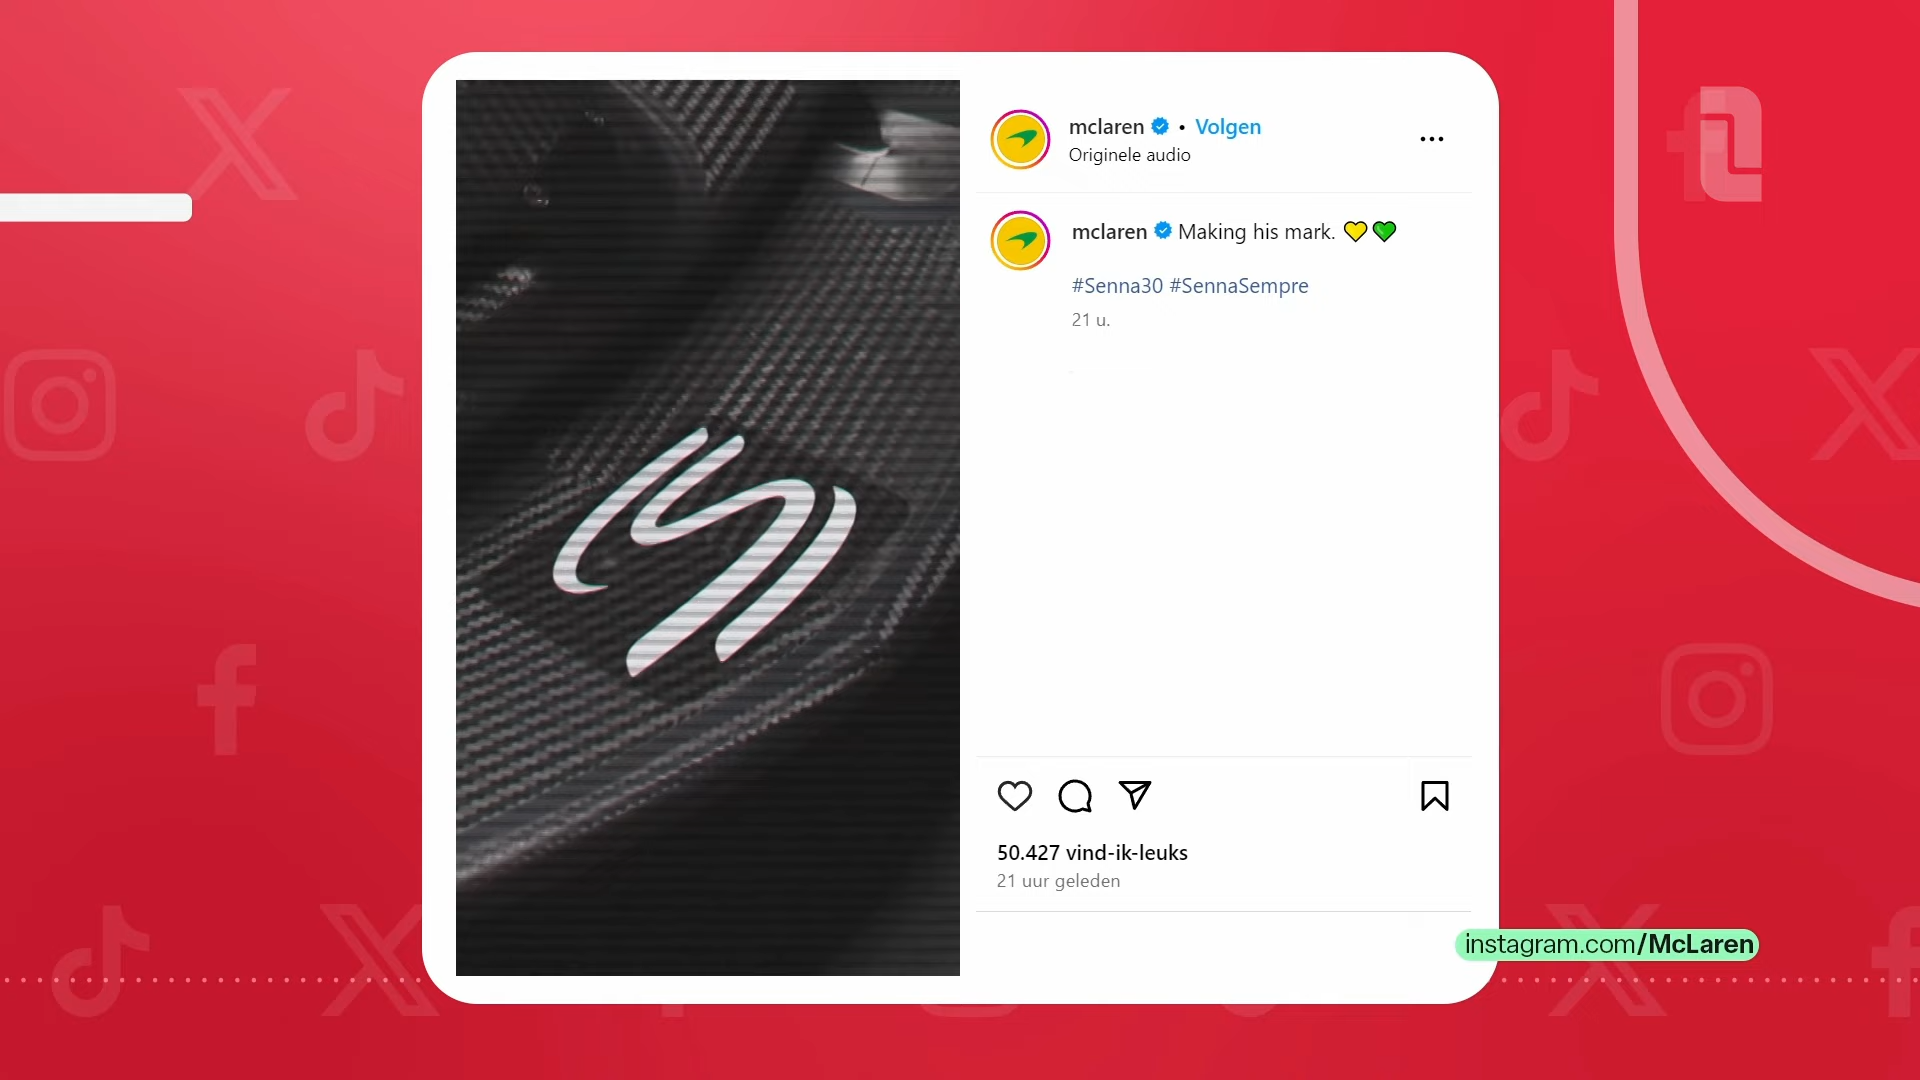 mclaren • Volgen
Originele audio
mclaren Making his mark. 💛💚
#Senna30 #SennaSempre
21 u.
50.427 vind-ik-leuks
21 uur geleden
instagram.com/McLaren